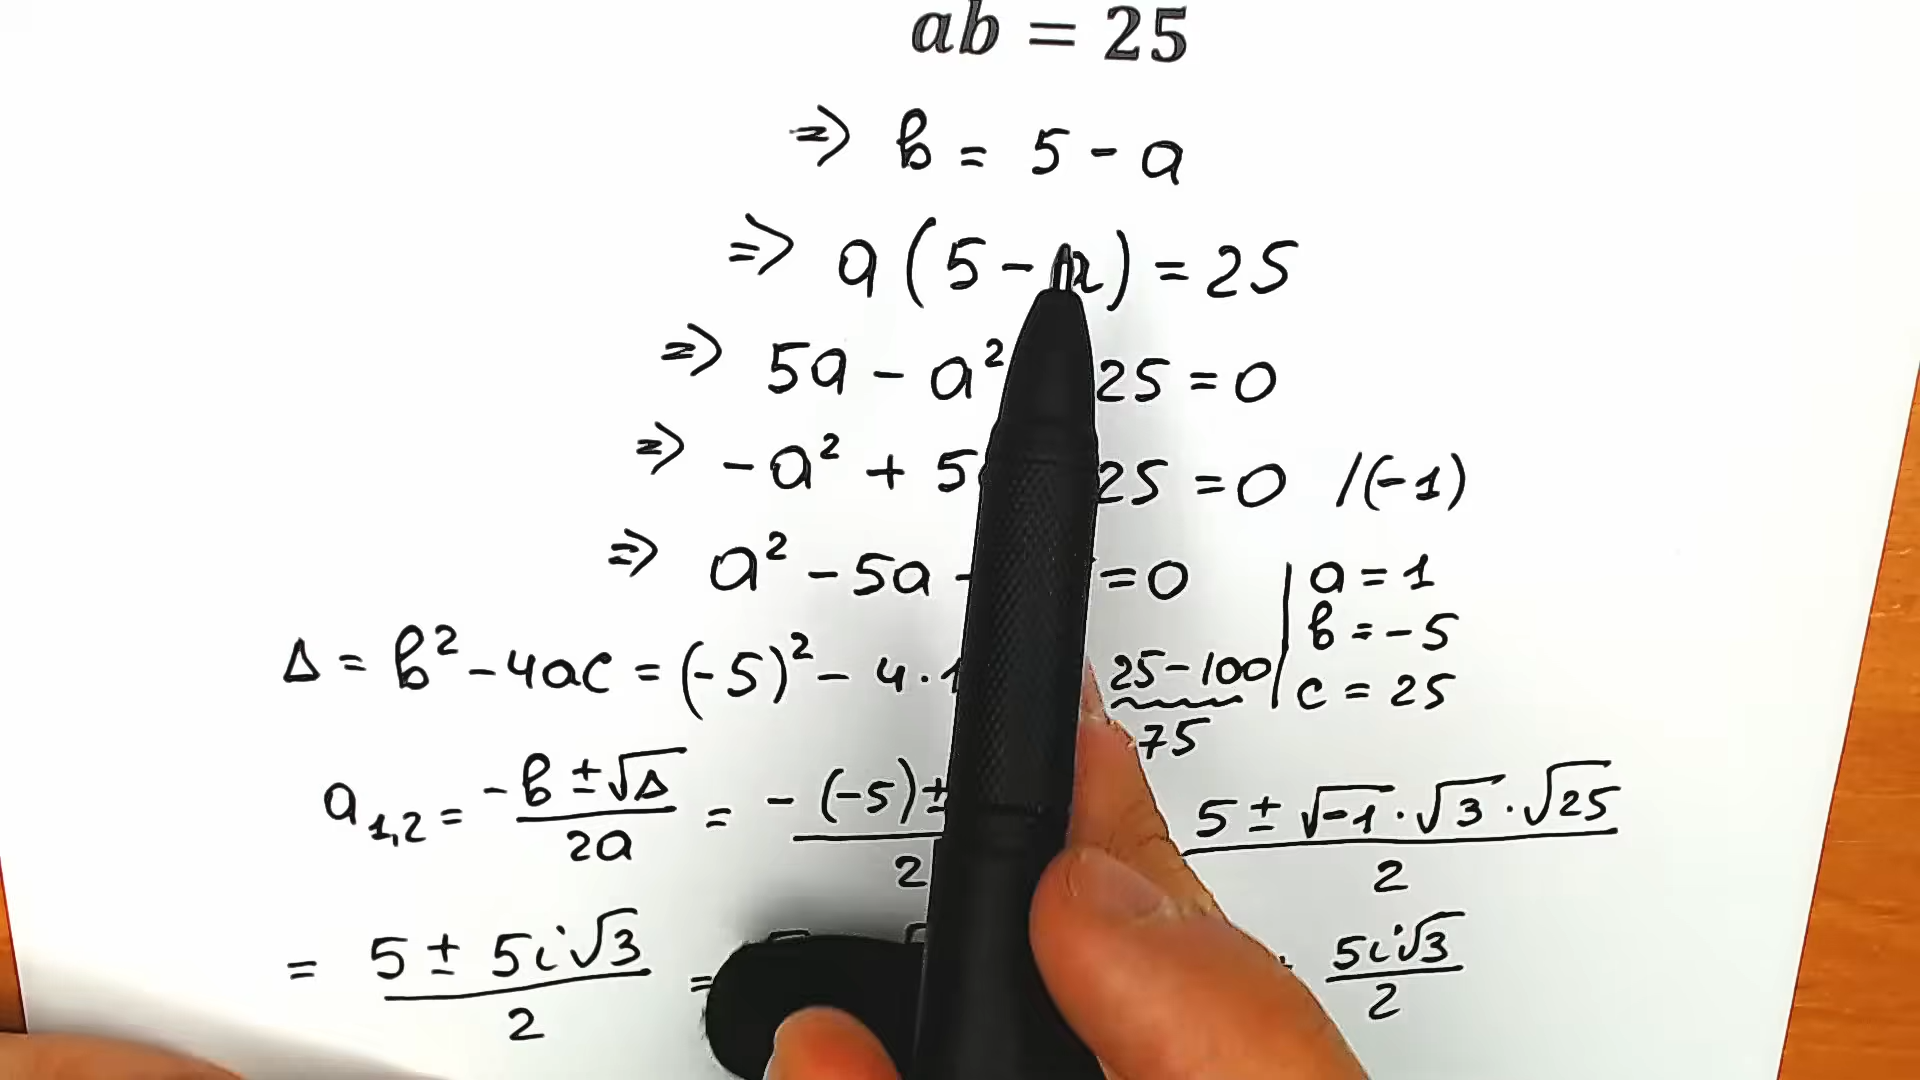 ab = 25
=> b = 5 - a
=> a(5 - a) = 25
=> 5a - a² 25 = 0
=> -a² + 5 25 = 0 /(-1)
=> a² - 5a = 0 | a = 1
b = -5
c = 25
Δ = b² - 4ac = (-5)² - 4 · 1 25 - 100
75
a₁,₂ = (-b ± √Δ)/2a = (-(-5) ± /2 (5 ± √-1 · √3 · √25)/2
= (5 ± 5i√3)/2 = 5i√3/2